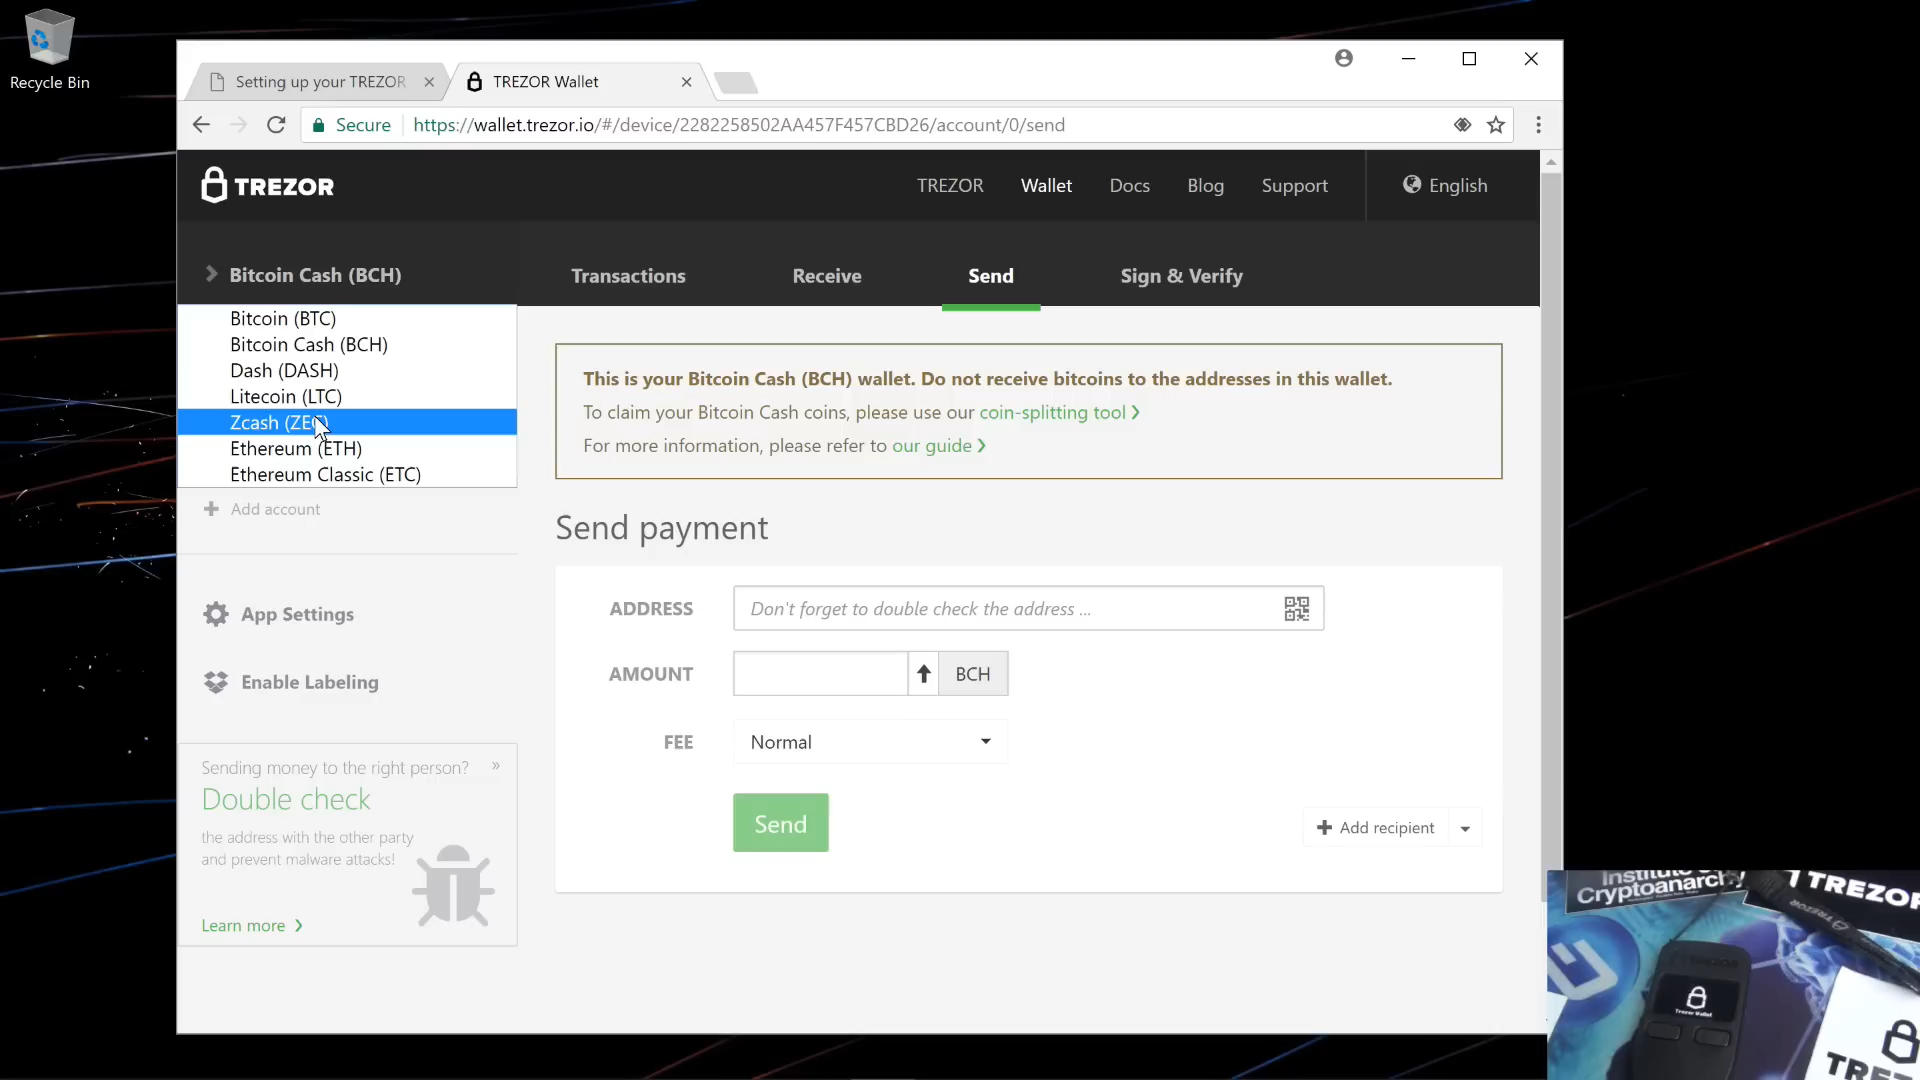 Recycle Bin
Setting up your TREZOR
TREZOR Wallet
Secure
https://wallet.trezor.io/#/device/2282258502AA457F457CBD26/account/0/send
TREZOR
TREZOR
Wallet
Docs
Blog
Support
English
Bitcoin Cash (BCH)
Transactions
Receive
Send
Sign & Verify
Bitcoin (BTC)
Bitcoin Cash (BCH)
Dash (DASH)
Litecoin (LTC)
Zcash (ZEC)
Ethereum (ETH)
Ethereum Classic (ETC)
Add account
App Settings
Enable Labeling
Sending money to the right person? »
Double check
the address with the other party
and prevent malware attacks!
Learn more
This is your Bitcoin Cash (BCH) wallet. Do not receive bitcoins to the addresses in this wallet.
To claim your Bitcoin Cash coins, please use our coin-splitting tool
For more information, please refer to our guide
Send payment
ADDRESS
Don't forget to double check the address ...
AMOUNT
BCH
FEE
Normal
Send
Add recipient
Cryptoanarchy
TREZOR
Trezor Wallet